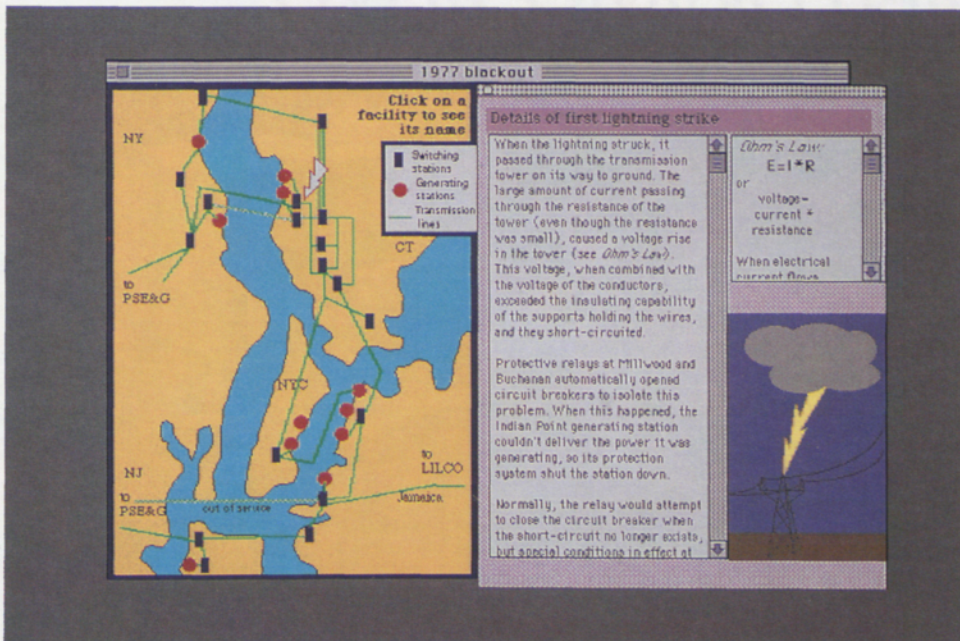 1977 blackout
Click on a
facility to see
its name
Switching
stations
Generating
stations
Transmission
lines
NY
CT
to
PSE&G
NYC
NJ
to
PSE&G
out of service
to
LILCO
Jamaica
Details of first lightning strike
When the lightning struck, it
passed through the transmission
tower on its way to ground. The
large amount of current passing
through the resistance of the
tower (even though the resistance
was small), caused a voltage rise
in the tower (see Ohm's Law).
This voltage, when combined with
the voltage of the conductors,
exceeded the insulating capability
of the supports holding the wires,
and they short-circuited.
Protective relays at Millwood and
Buchanan automatically opened
circuit breakers to isolate this
problem. When this happened, the
Indian Point generating station
couldn't deliver the power it was
generating, so its protection
system shut the station down.
Normally, the relay would attempt
to close the circuit breaker when
the short-circuit no longer exists,
but special conditions in effect at
Ohm's Law:
E=I*R
or
voltage=
current *
resistance
When electrical
current flows